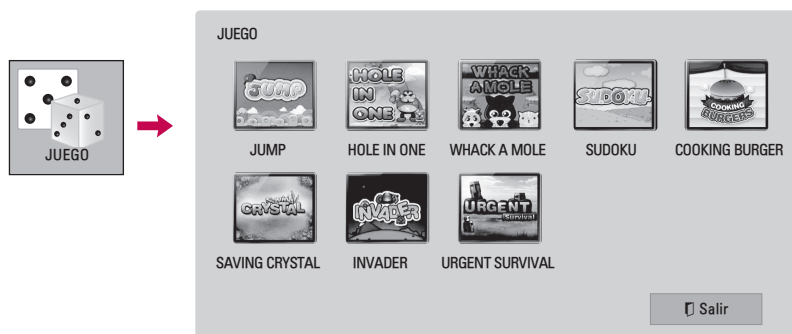 JUEGO
JUEGO
JUMP
HOLE
IN
ONE
WHACK
A MOLE
SUDOKU
COOKING
BURGERS
JUMP HOLE IN ONE WHACK A MOLE SUDOKU COOKING BURGER
SAVING
CRYSTAL
INVADER
URGENT
Survival
SAVING CRYSTAL INVADER URGENT SURVIVAL
Salir